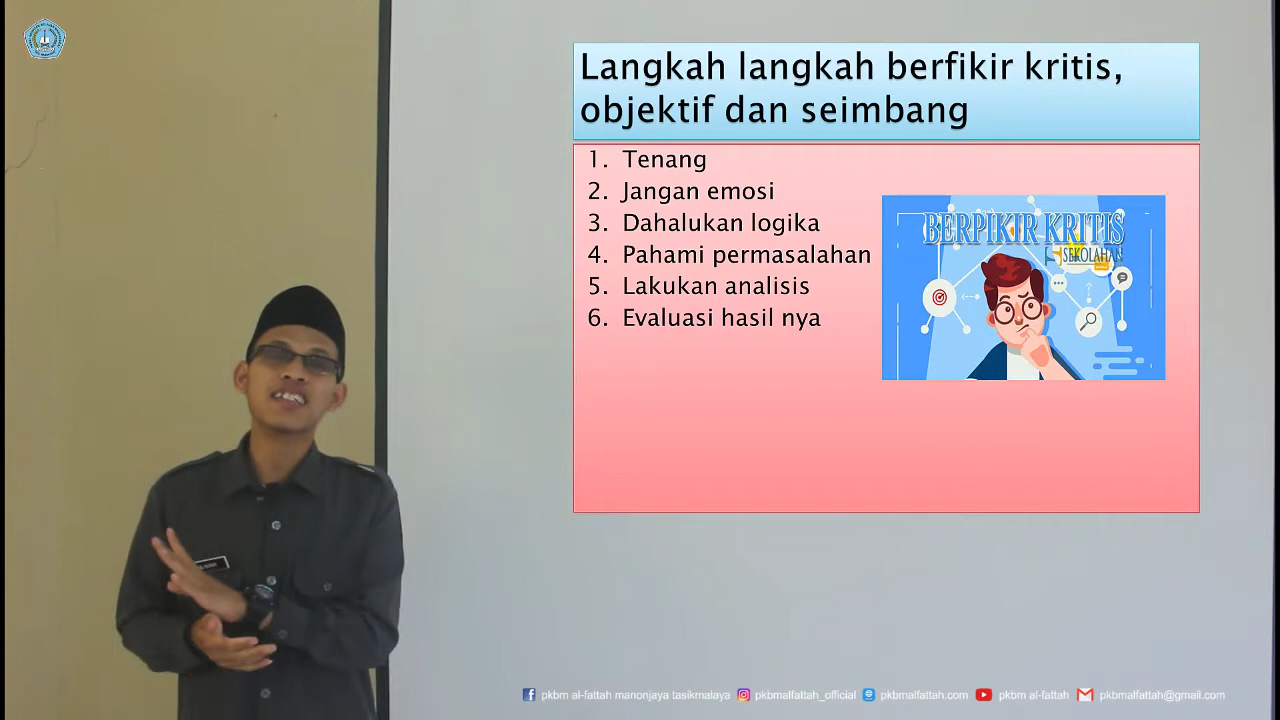 Langkah langkah berfikir kritis,
objektif dan seimbang
1. Tenang
2. Jangan emosi
3. Dahalukan logika
4. Pahami permasalahan
5. Lakukan analisis
6. Evaluasi hasil nya
BERPIKIR KRITIS
SEKOLAHAN
pkbm al-fattah manonjaya tasikmalaya pkbmalfattah_official pkbmalfattah.com pkbm al-fattah pkbmalfattah@gmail.com